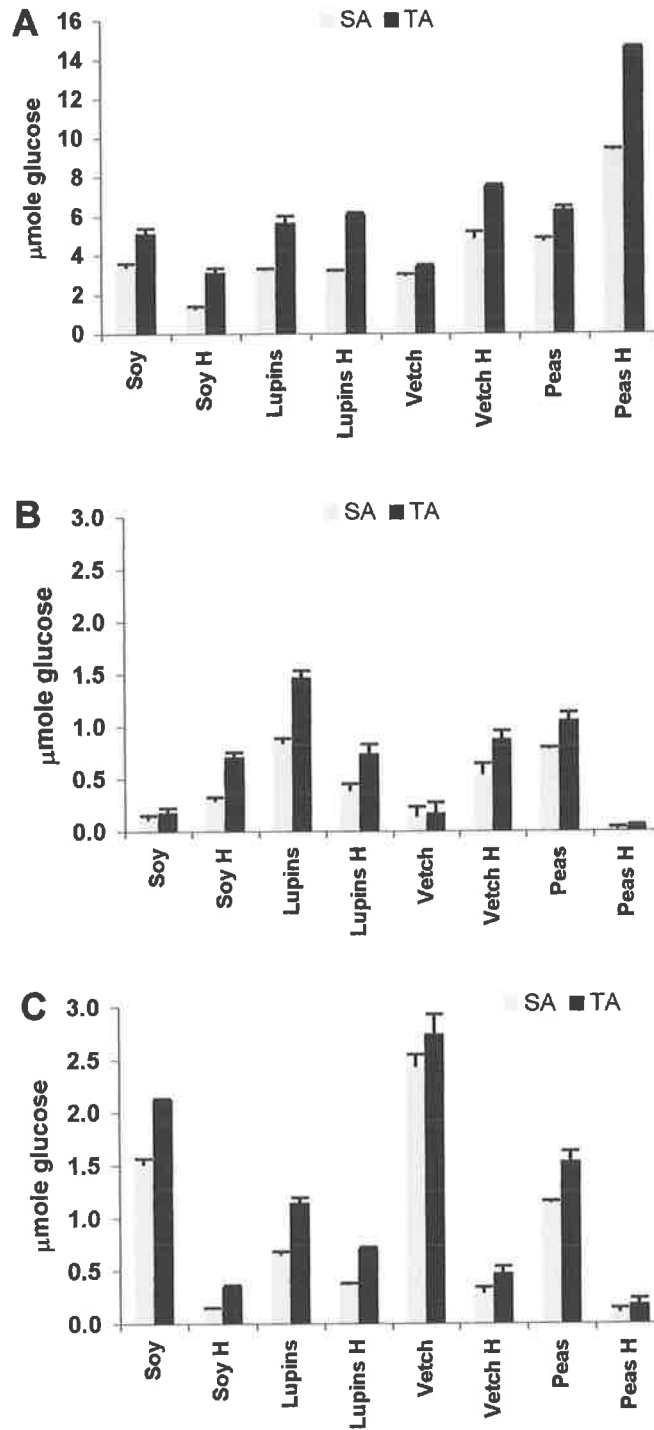 A
SA TA
16
14
12
10
8
6
4
2
0
μmole glucose
Soy
Soy H
Lupins
Lupins H
Vetch
Vetch H
Peas
Peas H
B
SA TA
3.0
2.5
2.0
1.5
1.0
0.5
0.0
μmole glucose
Soy
Soy H
Lupins
Lupins H
Vetch
Vetch H
Peas
Peas H
C
SA TA
3.0
2.5
2.0
1.5
1.0
0.5
0.0
μmole glucose
Soy
Soy H
Lupins
Lupins H
Vetch
Vetch H
Peas
Peas H